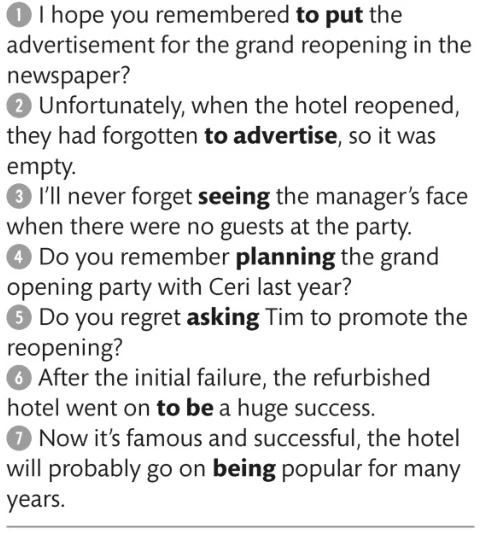 1 I hope you remembered to put the
advertisement for the grand reopening in the
newspaper?
2 Unfortunately, when the hotel reopened,
they had forgotten to advertise, so it was
empty.
3 I’ll never forget seeing the manager’s face
when there were no guests at the party.
4 Do you remember planning the grand
opening party with Ceri last year?
5 Do you regret asking Tim to promote the
reopening?
6 After the initial failure, the refurbished
hotel went on to be a huge success.
7 Now it’s famous and successful, the hotel
will probably go on being popular for many
years.